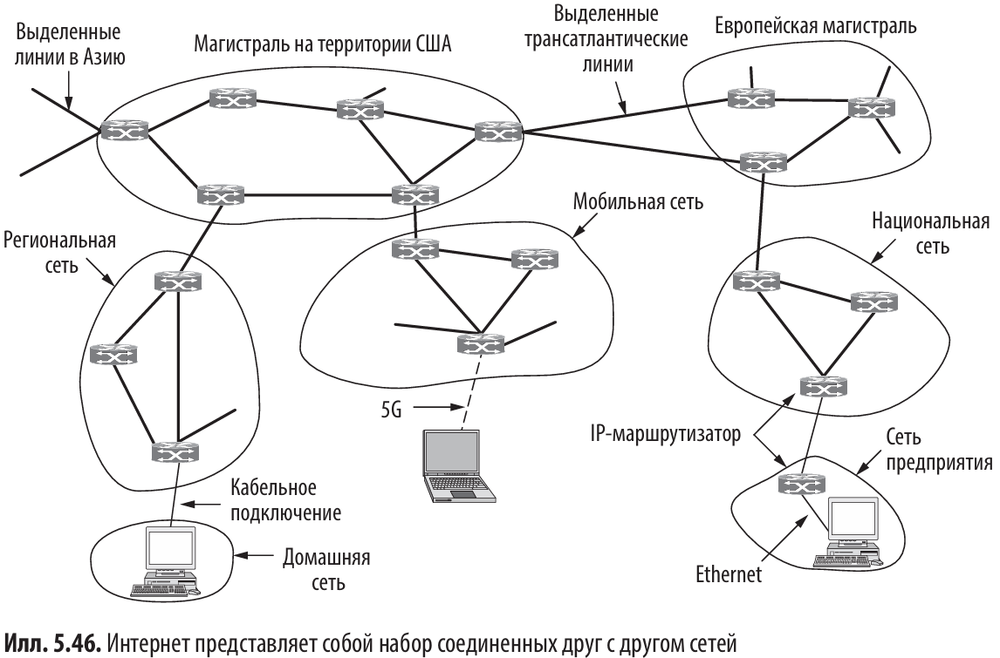 Выделенные
линии в Азию
Магистраль на территории США
Выделенные
трансатлантические
линии
Европейская магистраль
Региональная
сеть
Мобильная сеть
Национальная
сеть
5G
IP-маршрутизатор
Сеть
предприятия
Кабельное
подключение
Домашняя
сеть
Ethernet
Илл. 5.46. Интернет представляет собой набор соединенных друг с другом сетей